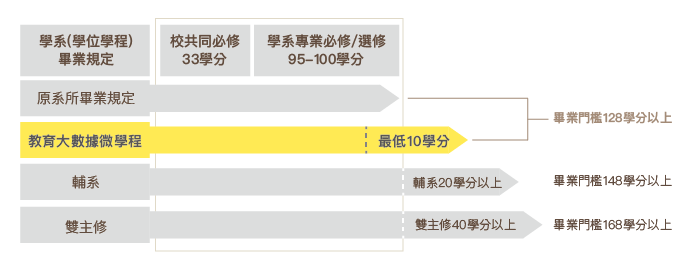 學系(學位學程)
畢業規定
校共同必修
33學分
學系專業必修/選修
95-100學分
原系所畢業規定
畢業門檻128學分以上
教育大數據微學程
最低10學分
輔系
輔系20學分以上
畢業門檻148學分以上
雙主修
雙主修40學分以上
畢業門檻168學分以上